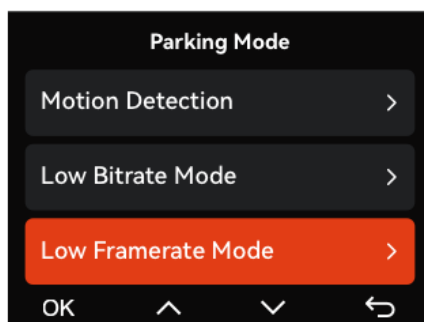 Parking Mode
Motion Detection
Low Bitrate Mode
Low Framerate Mode
OK